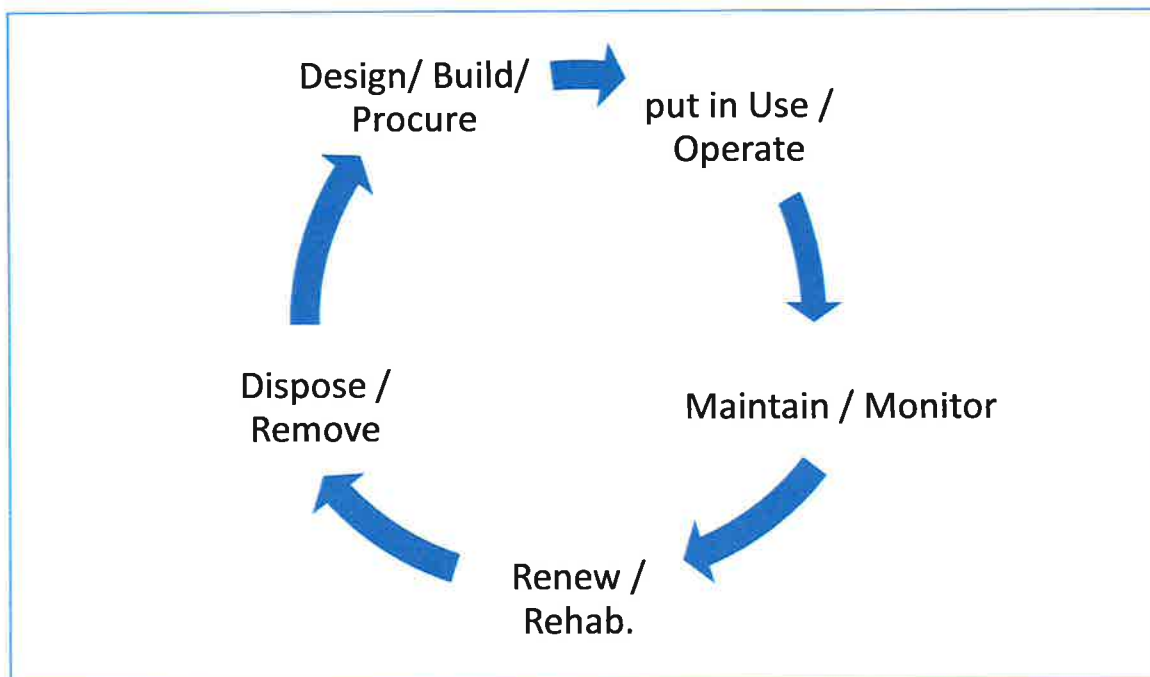 Design/ Build/
Procure
put in Use /
Operate
Maintain / Monitor
Renew /
Rehab.
Dispose /
Remove